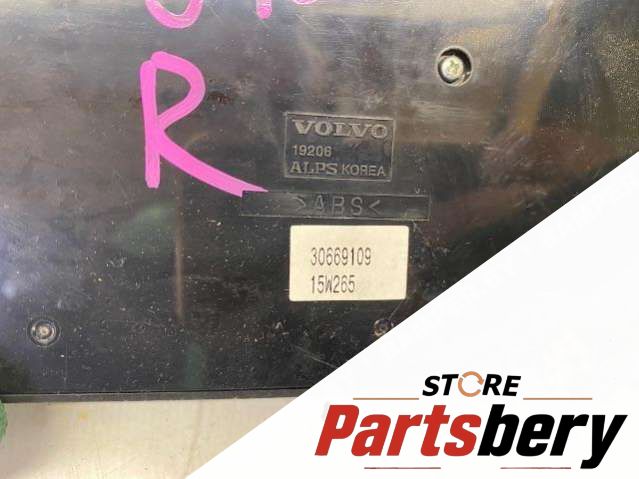 R
VOLVO
19206
ALPS KOREA
>ABS<
30669109
15W265
STORE
Partsbery